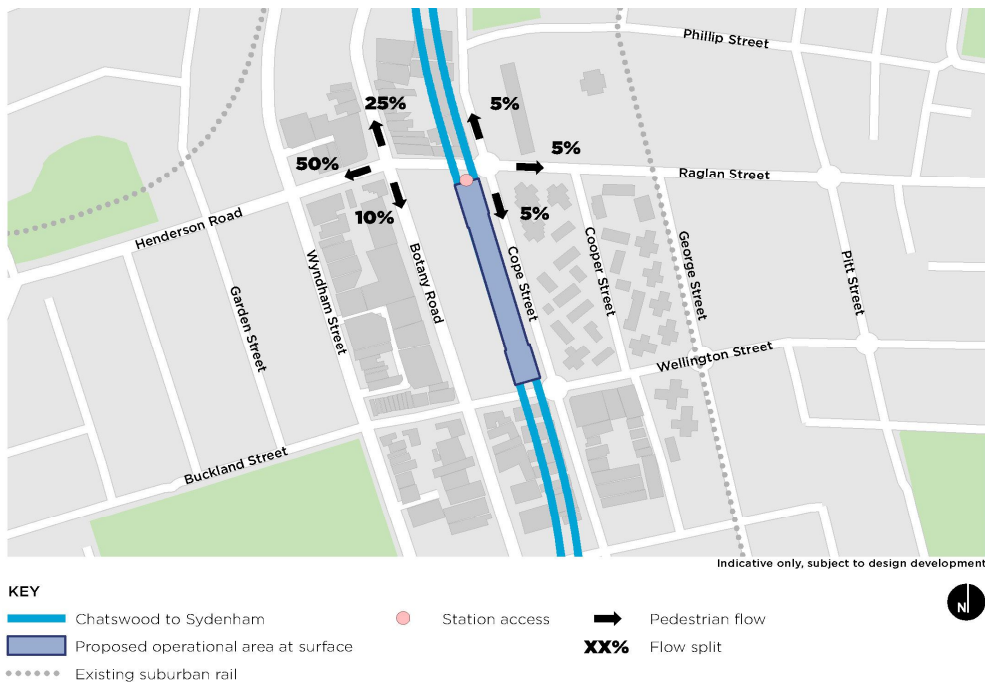 Phillip Street
25%
5%
50%
5%
Raglan Street
10%
5%
Henderson Road
Wyndham Street
Botany Road
Cope Street
Cooper Street
George Street
Pitt Street
Garden Street
Wellington Street
Buckland Street
Indicative only, subject to design development
KEY
Chatswood to Sydenham
Station access
Pedestrian flow
N
Proposed operational area at surface
XX%
Flow split
Existing suburban rail